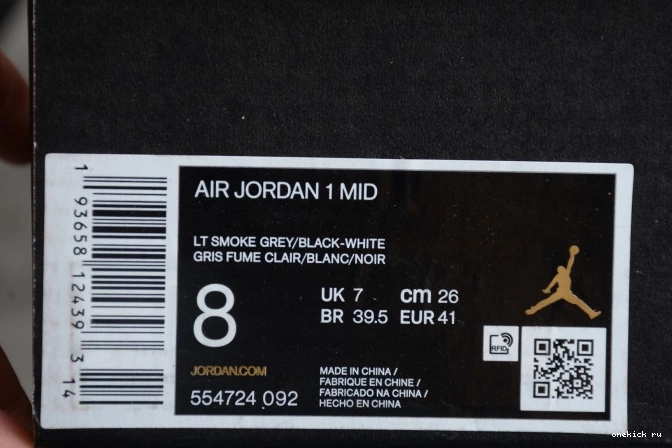 AIR JORDAN 1 MID
LT SMOKE GREY/BLACK-WHITE
GRIS FUME CLAIR/BLANC/NOIR
8
UK 7 cm 26
BR 39.5 EUR 41
JORDAN.COM
554724 092
MADE IN CHINA /
FABRIQUE EN CHINE /
FABRICADO NA CHINA /
HECHO EN CHINA
RFID
1 93658 12439 3 14
onekick ru